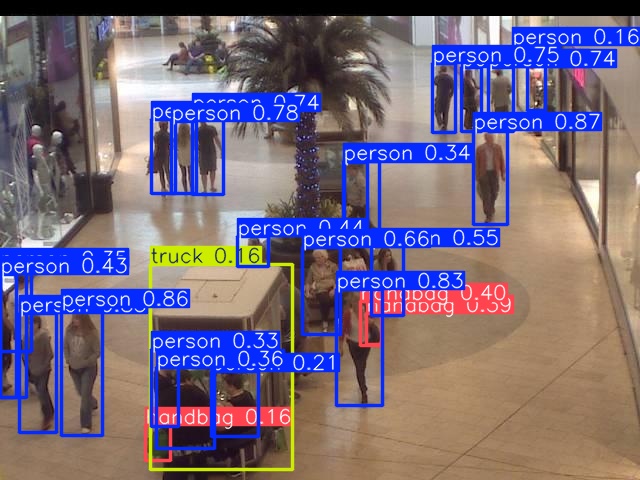 person 0.16
person 0.75
0.74
person 0.74
pe
person 0.78
person 0.87
person 0.34
person 0.44
person 0.66
n 0.55
person 0.43
truck 0.16
person 0.83
handbag 0.40
handbag 0.39
person 0.86
person 0.33
person 0.36
0.21
handbag 0.16